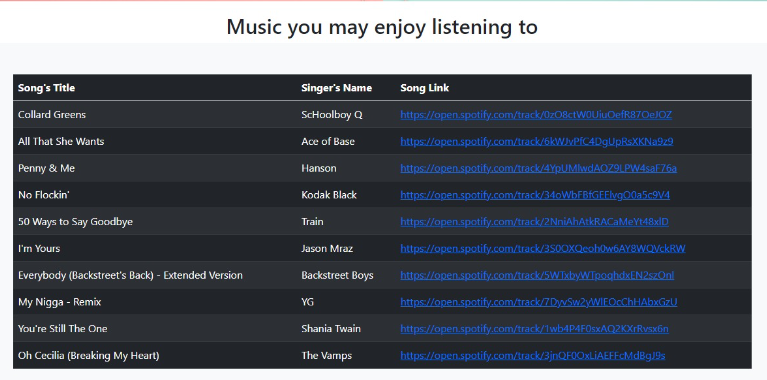 Music you may enjoy listening to
Song's Title Singer's Name Song Link
Collard Greens ScHoolboy Q https://open.spotify.com/track/0zO8ctW0UiuOefR87OeJOZ
All That She Wants Ace of Base https://open.spotify.com/track/6kWJvPfC4DgUpRsXKNa9z9
Penny & Me Hanson https://open.spotify.com/track/4YpUMlwdAOZ9LPW4saF76a
No Flockin' Kodak Black https://open.spotify.com/track/34oWbFBfGEElvgO0a5c9V4
50 Ways to Say Goodbye Train https://open.spotify.com/track/2NniAhAtkRACaMeYt48xlD
I'm Yours Jason Mraz https://open.spotify.com/track/3S0OXQeoh0w6AY8WQVckRW
Everybody (Backstreet's Back) - Extended Version Backstreet Boys https://open.spotify.com/track/5WTxbyWTpoqhdxEN2szOnl
My Nigga - Remix YG https://open.spotify.com/track/7DyvSw2yWlEOcChHAbxGzU
You're Still The One Shania Twain https://open.spotify.com/track/1wb4P4F0sxAQ2KXrRvsx6n
Oh Cecilia (Breaking My Heart) The Vamps https://open.spotify.com/track/3jnQF0OxLiAEFFcMdBgJ9s